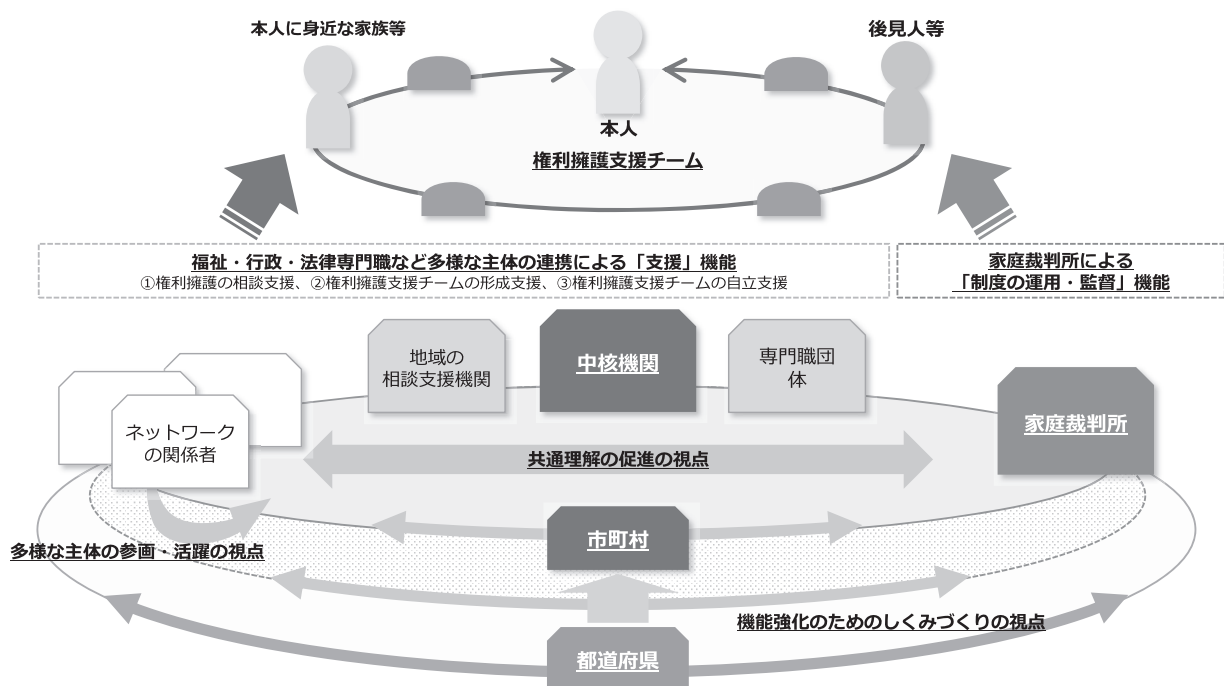 本人に身近な家族等
後見人等
本人
権利擁護支援チーム
福祉・行政・法律専門職など多様な主体の連携による「支援」機能
①権利擁護の相談支援、②権利擁護支援チームの形成支援、③権利擁護支援チームの自立支援
家庭裁判所による
「制度の運用・監督」機能
地域の
相談支援機関
中核機関
専門職団
体
家庭裁判所
ネットワーク
の関係者
共通理解の促進の視点
市町村
多様な主体の参画・活躍の視点
機能強化のためのしくみづくりの視点
都道府県